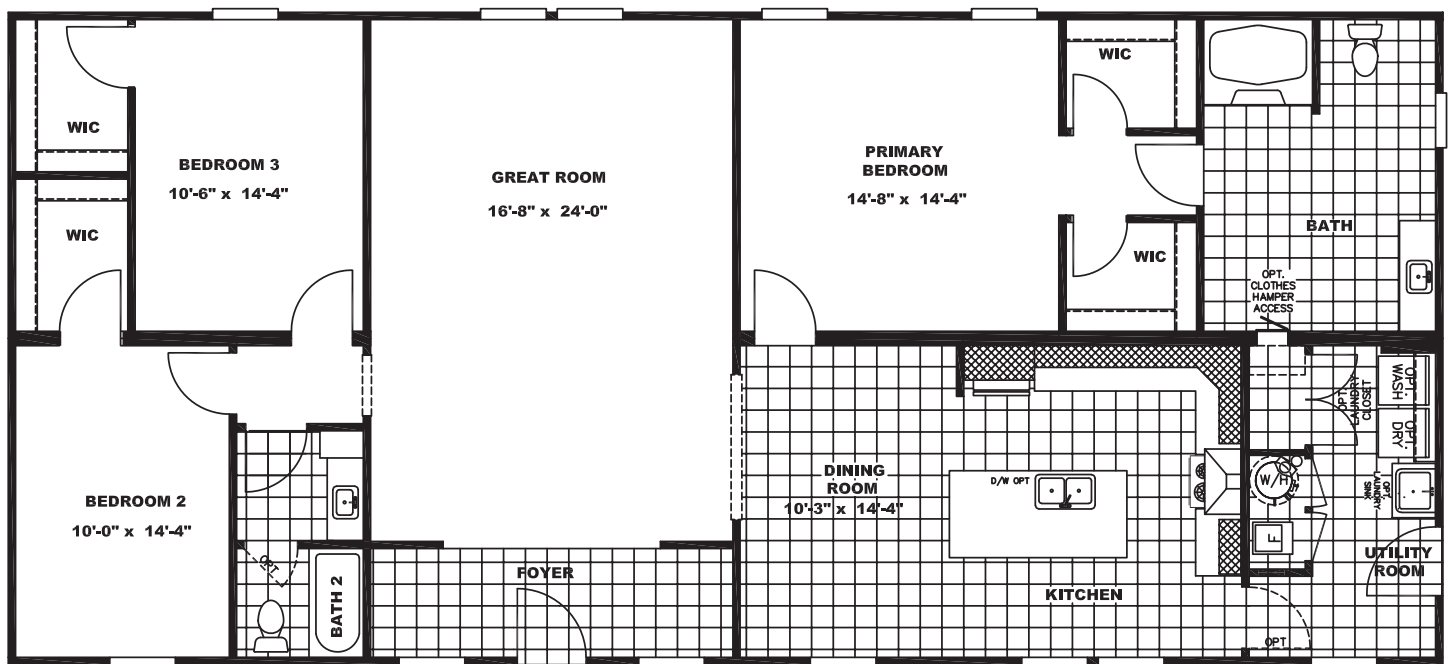 WIC
BEDROOM 3
10'-6" x 14'-4"
WIC
GREAT ROOM
16'-8" x 24'-0"
PRIMARY
BEDROOM
14'-8" x 14'-4"
WIC
WIC
BATH
OPT.
CLOTHES
HAMPER
ACCESS
BEDROOM 2
10'-0" x 14'-4"
OPT
BATH 2
FOYER
DINING
ROOM
10'-3" x 14'-4"
D/W OPT
KITCHEN
OPT.
LAUNDRY
CLOSET
OPT.
WASH
OPT.
DRY
W/H
OPT.
LAUNDRY
SINK
F
UTILITY
ROOM
OPT